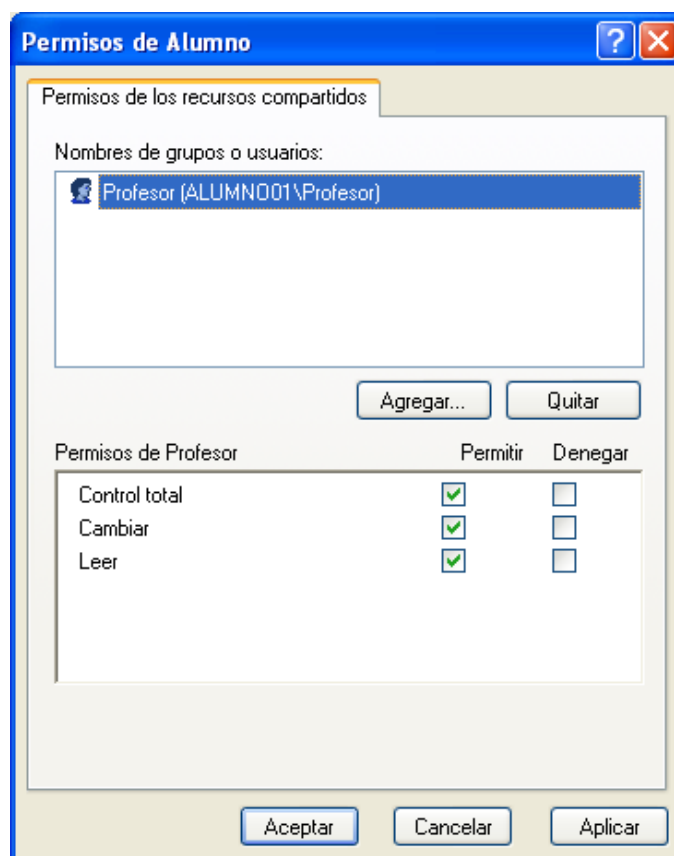 Permisos de Alumno
Permisos de los recursos compartidos
Nombres de grupos o usuarios:
Profesor (ALUMNO01\Profesor)
Agregar... Quitar
Permisos de Profesor Permitir Denegar
Control total
Cambiar
Leer
Aceptar Cancelar Aplicar